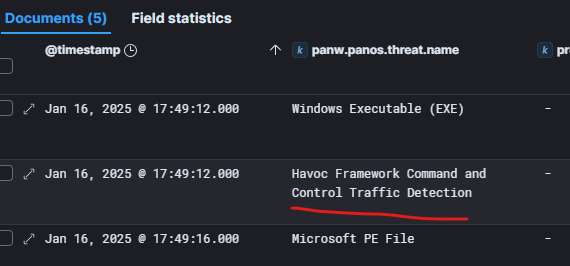 Documents (5)
Field statistics
@timestamp
k panw.panos.threat.name
k pr
Jan 16, 2025 @ 17:49:12.000
Windows Executable (EXE)
-
Jan 16, 2025 @ 17:49:12.000
Havoc Framework Command and
Control Traffic Detection
-
Jan 16, 2025 @ 17:49:16.000
Microsoft PE File
-